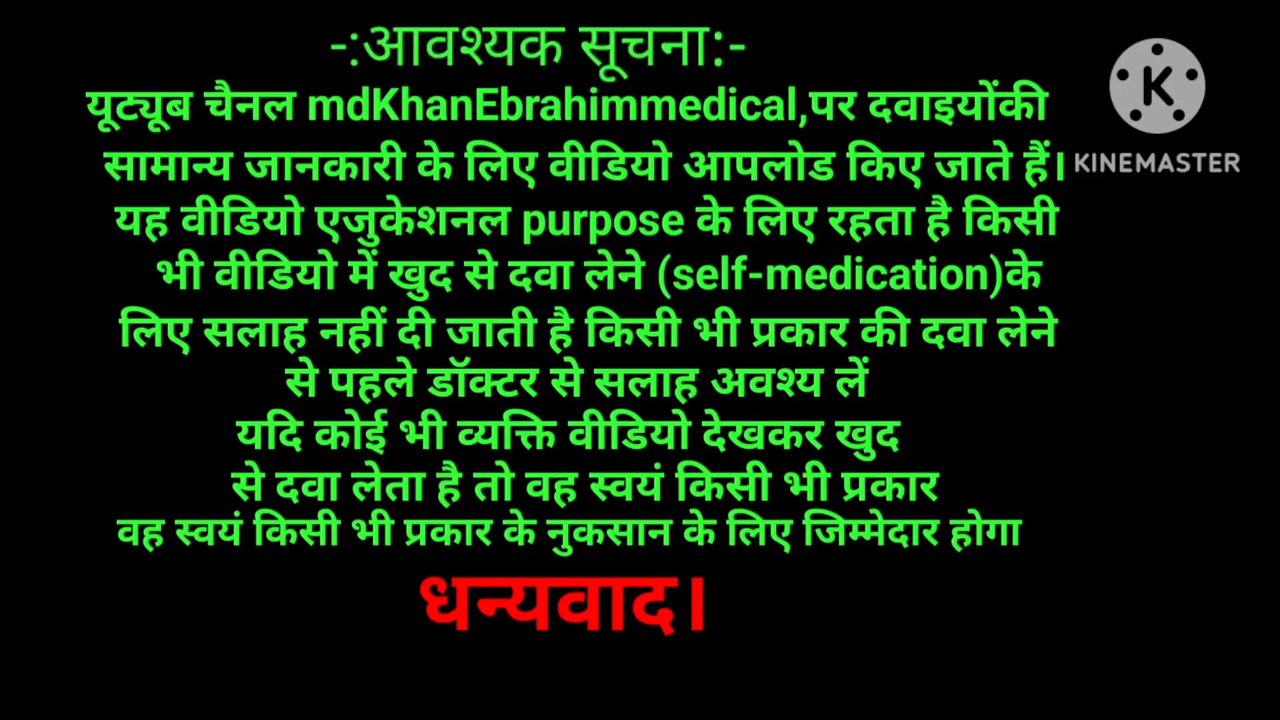 -:आवश्यक सूचना:-
यूट्यूब चैनल mdKhanEbrahimmedical,पर दवाइयोंकी
सामान्य जानकारी के लिए वीडियो आपलोड किए जाते हैं।
यह वीडियो एजुकेशनल purpose के लिए रहता है किसी
भी वीडियो में खुद से दवा लेने (self-medication)के
लिए सलाह नहीं दी जाती है किसी भी प्रकार की दवा लेने
से पहले डॉक्टर से सलाह अवश्य लें
यदि कोई भी व्यक्ति वीडियो देखकर खुद
से दवा लेता है तो वह स्वयं किसी भी प्रकार
वह स्वयं किसी भी प्रकार के नुकसान के लिए जिम्मेदार होगा
धन्यवाद।
K
KINEMASTER